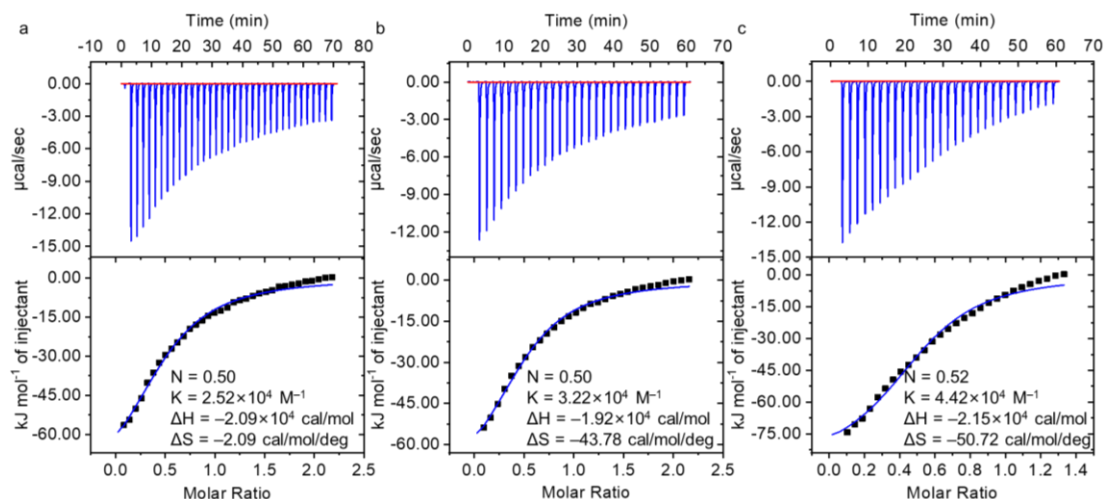 a
Time (min)
-10 0 10 20 30 40 50 60 70 80
0.00
-3.00
-6.00
-9.00
-12.00
-15.00
µcal/sec
0.00
-15.00
-30.00
-45.00
-60.00
kJ mol⁻¹ of injectant
N = 0.50
K = 2.52×10⁴ M⁻¹
ΔH = −2.09×10⁴ cal/mol
ΔS = −2.09 cal/mol/deg
0.0 0.5 1.0 1.5 2.0 2.5
Molar Ratio
b
Time (min)
0 10 20 30 40 50 60 70
0.00
-3.00
-6.00
-9.00
-12.00
µcal/sec
0.00
-15.00
-30.00
-45.00
-60.00
kJ mol⁻¹ of injectant
N = 0.50
K = 3.22×10⁴ M⁻¹
ΔH = −1.92×10⁴ cal/mol
ΔS = −43.78 cal/mol/deg
0.0 0.5 1.0 1.5 2.0 2.5
Molar Ratio
c
Time (min)
0 10 20 30 40 50 60 70
0.00
-3.00
-6.00
-9.00
-12.00
-15.00
µcal/sec
0.00
-15.00
-30.00
-45.00
-60.00
-75.00
kJ mol⁻¹ of injectant
N = 0.52
K = 4.42×10⁴ M⁻¹
ΔH = −2.15×10⁴ cal/mol
ΔS = −50.72 cal/mol/deg
0.0 0.2 0.4 0.6 0.8 1.0 1.2 1.4
Molar Ratio